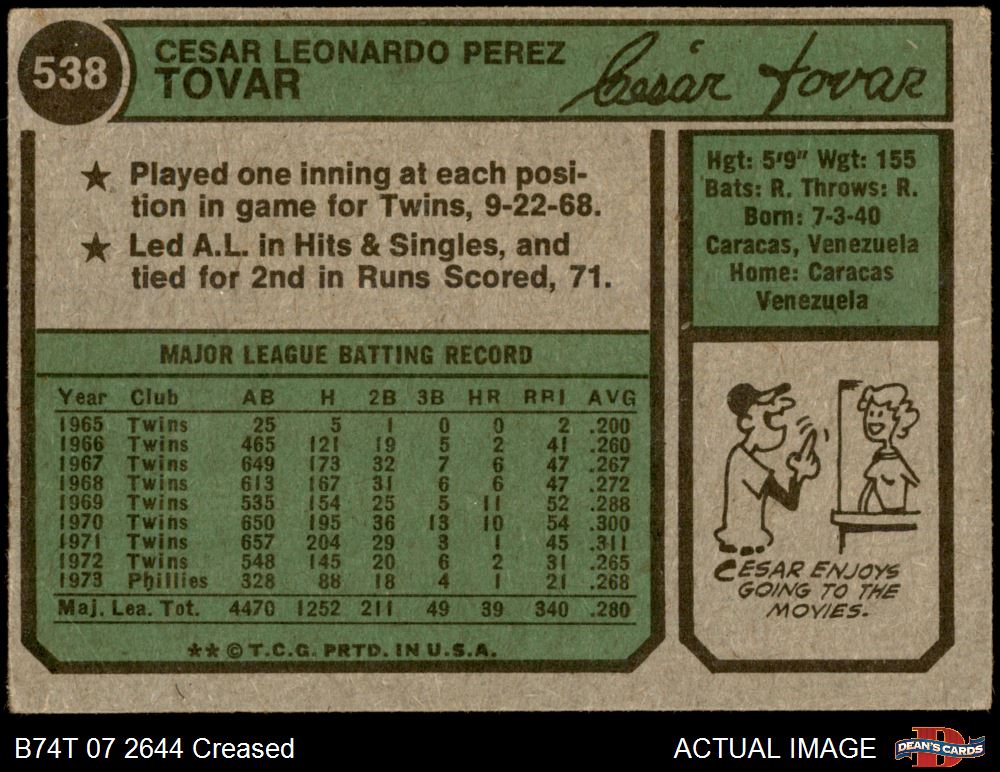 538
CESAR LEONARDO PEREZ
TOVAR
Cesár Tovar
★ Played one inning at each posi-
tion in game for Twins, 9-22-68.
★ Led A.L. in Hits & Singles, and
tied for 2nd in Runs Scored, 71.
Hgt: 5'9" Wgt: 155
Bats: R. Throws: R.
Born: 7-3-40
Caracas, Venezuela
Home: Caracas
Venezuela
MAJOR LEAGUE BATTING RECORD
Year Club AB H 2B 3B HR RBI AVG
1965 Twins 25 5 1 0 0 2 .200
1966 Twins 465 121 19 5 2 41 .260
1967 Twins 649 173 32 7 6 47 .267
1968 Twins 613 167 31 6 6 47 .272
1969 Twins 535 154 25 5 11 52 .288
1970 Twins 650 195 36 13 10 54 .300
1971 Twins 657 204 29 3 1 45 .311
1972 Twins 548 145 20 6 2 31 .265
1973 Phillies 328 88 18 4 1 21 .268
Maj. Lea. Tot. 4470 1252 211 49 39 340 .280
** © T.C.G. PRTD. IN U.S.A.
CESAR ENJOYS
GOING TO THE
MOVIES.
B74T 07 2644 Creased
ACTUAL IMAGE
DEAN'S CARDS